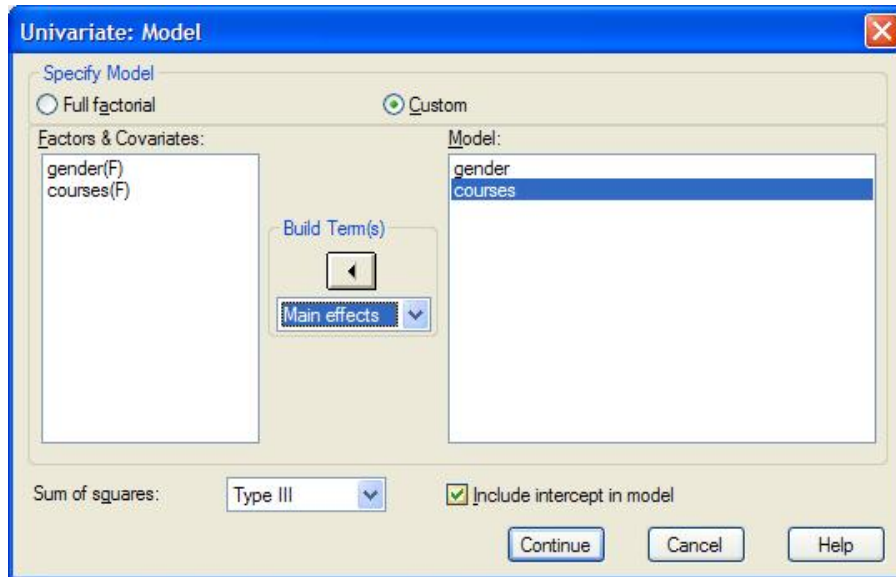 Univariate: Model
Specify Model
Full factorial
Custom
Factors & Covariates:
Model:
gender(F)
courses(F)
gender
courses
Build Term(s)
Main effects
Sum of squares:
Type III
Include intercept in model
Continue
Cancel
Help